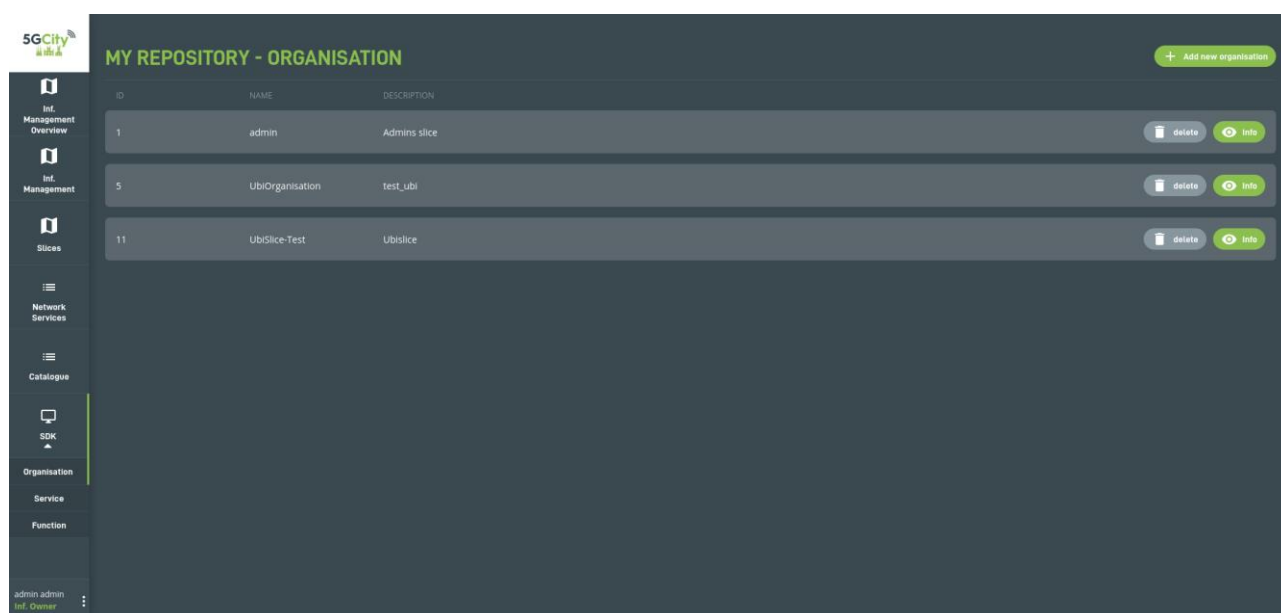 5GCity
Inf.
Management
Overview
Inf.
Management
Slices
Network
Services
Catalogue
SDK
Organisation
Service
Function
admin admin
Inf. Owner
MY REPOSITORY - ORGANISATION
Add new organisation
ID NAME DESCRIPTION
1 admin Admins slice delete Info
5 UbiOrganisation test_ubi delete Info
11 UbiSlice-Test Ubislice delete Info